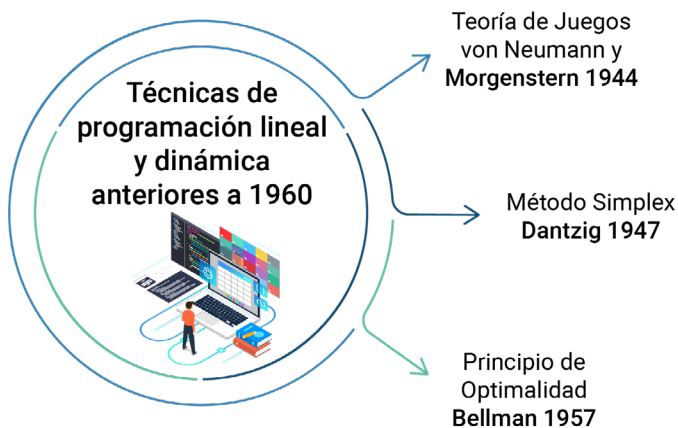 Técnicas de
programación lineal
y dinámica
anteriores a 1960
Teoría de Juegos
von Neumann y
Morgenstern 1944
Método Simplex
Dantzig 1947
Principio de
Optimalidad
Bellman 1957